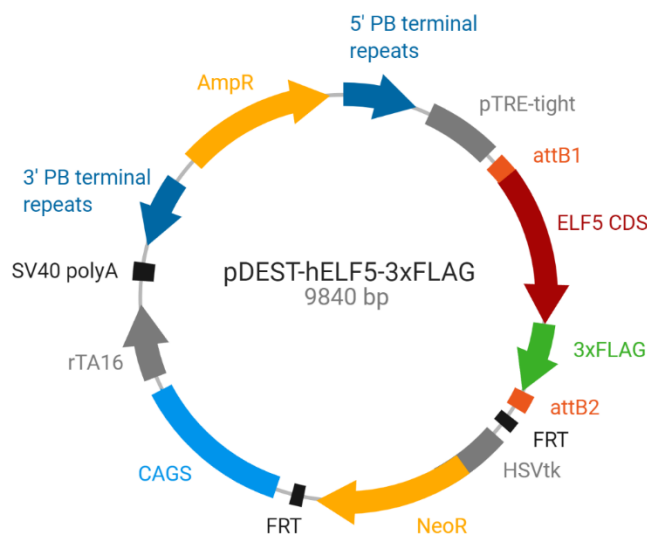 5' PB terminal
repeats
AmpR
pTRE-tight
attB1
3' PB terminal
repeats
ELF5 CDS
SV40 polyA
pDEST-hELF5-3xFLAG
9840 bp
3xFLAG
rTA16
attB2
FRT
CAGS
HSVtk
FRT
NeoR